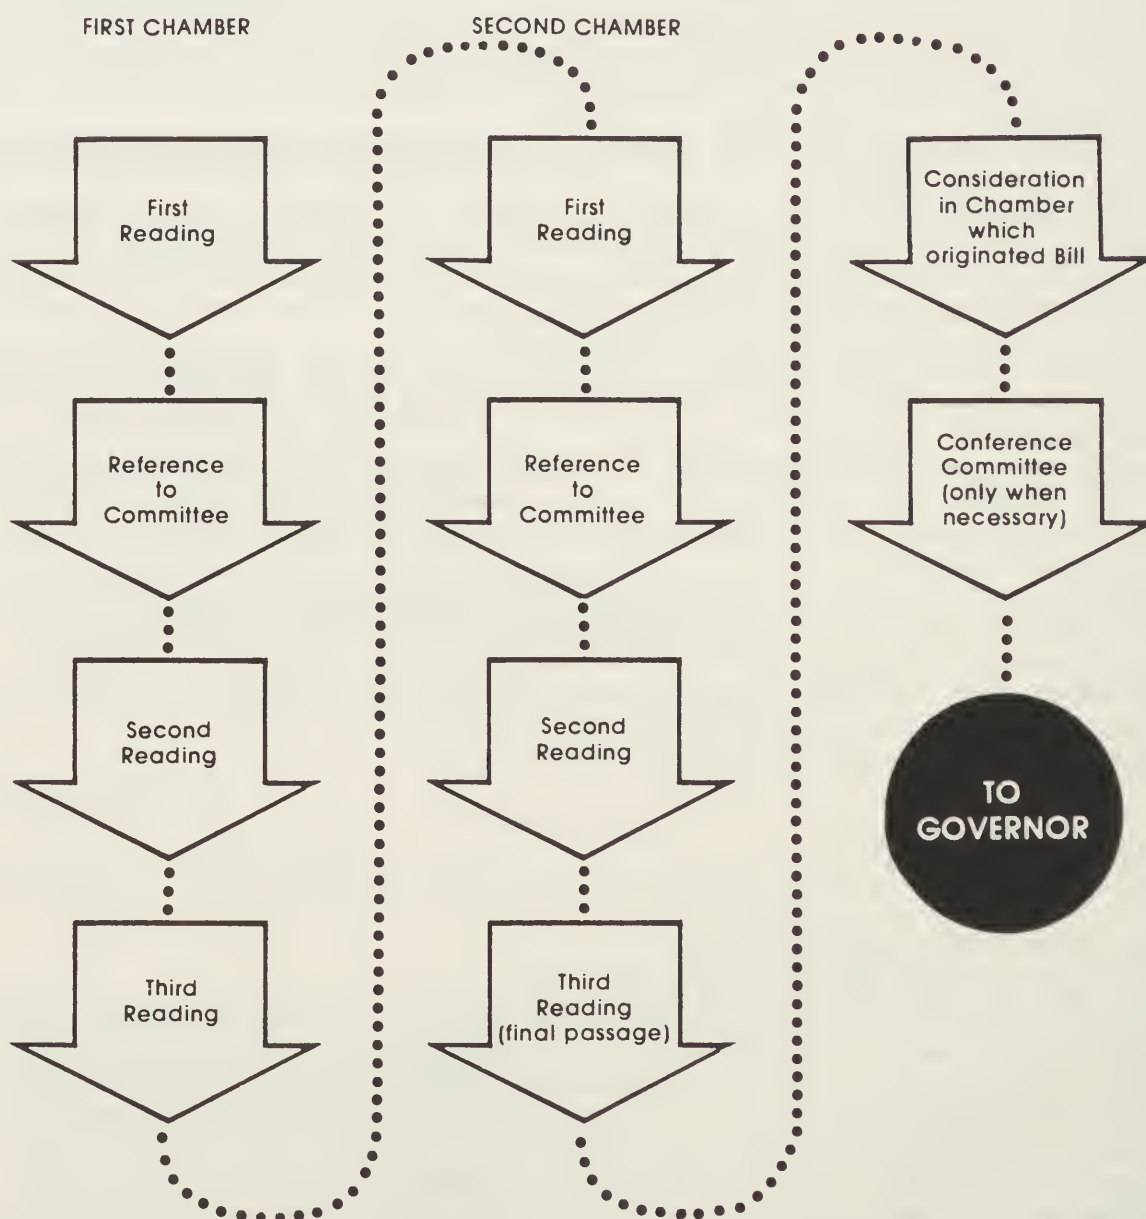 FIRST CHAMBER
First
Reading
Reference
to
Committee
Second
Reading
Third
Reading
SECOND CHAMBER
First
Reading
Reference
to
Committee
Second
Reading
Third
Reading
(final passage)
Consideration
in Chamber
which
originated Bill
Conference
Committee
(only when
necessary)
TO
GOVERNOR